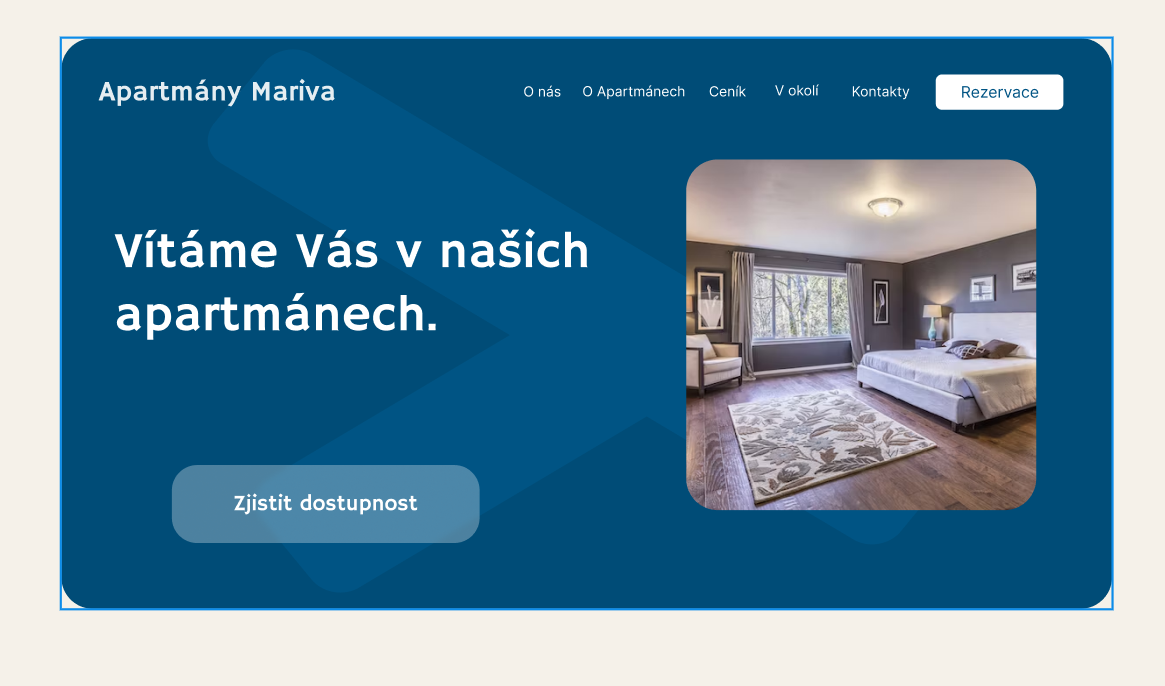 Apartmány Mariva
O nás O Apartmánech Ceník V okolí Kontakty Rezervace
Vítáme Vás v našich
apartmánech.
Zjistit dostupnost